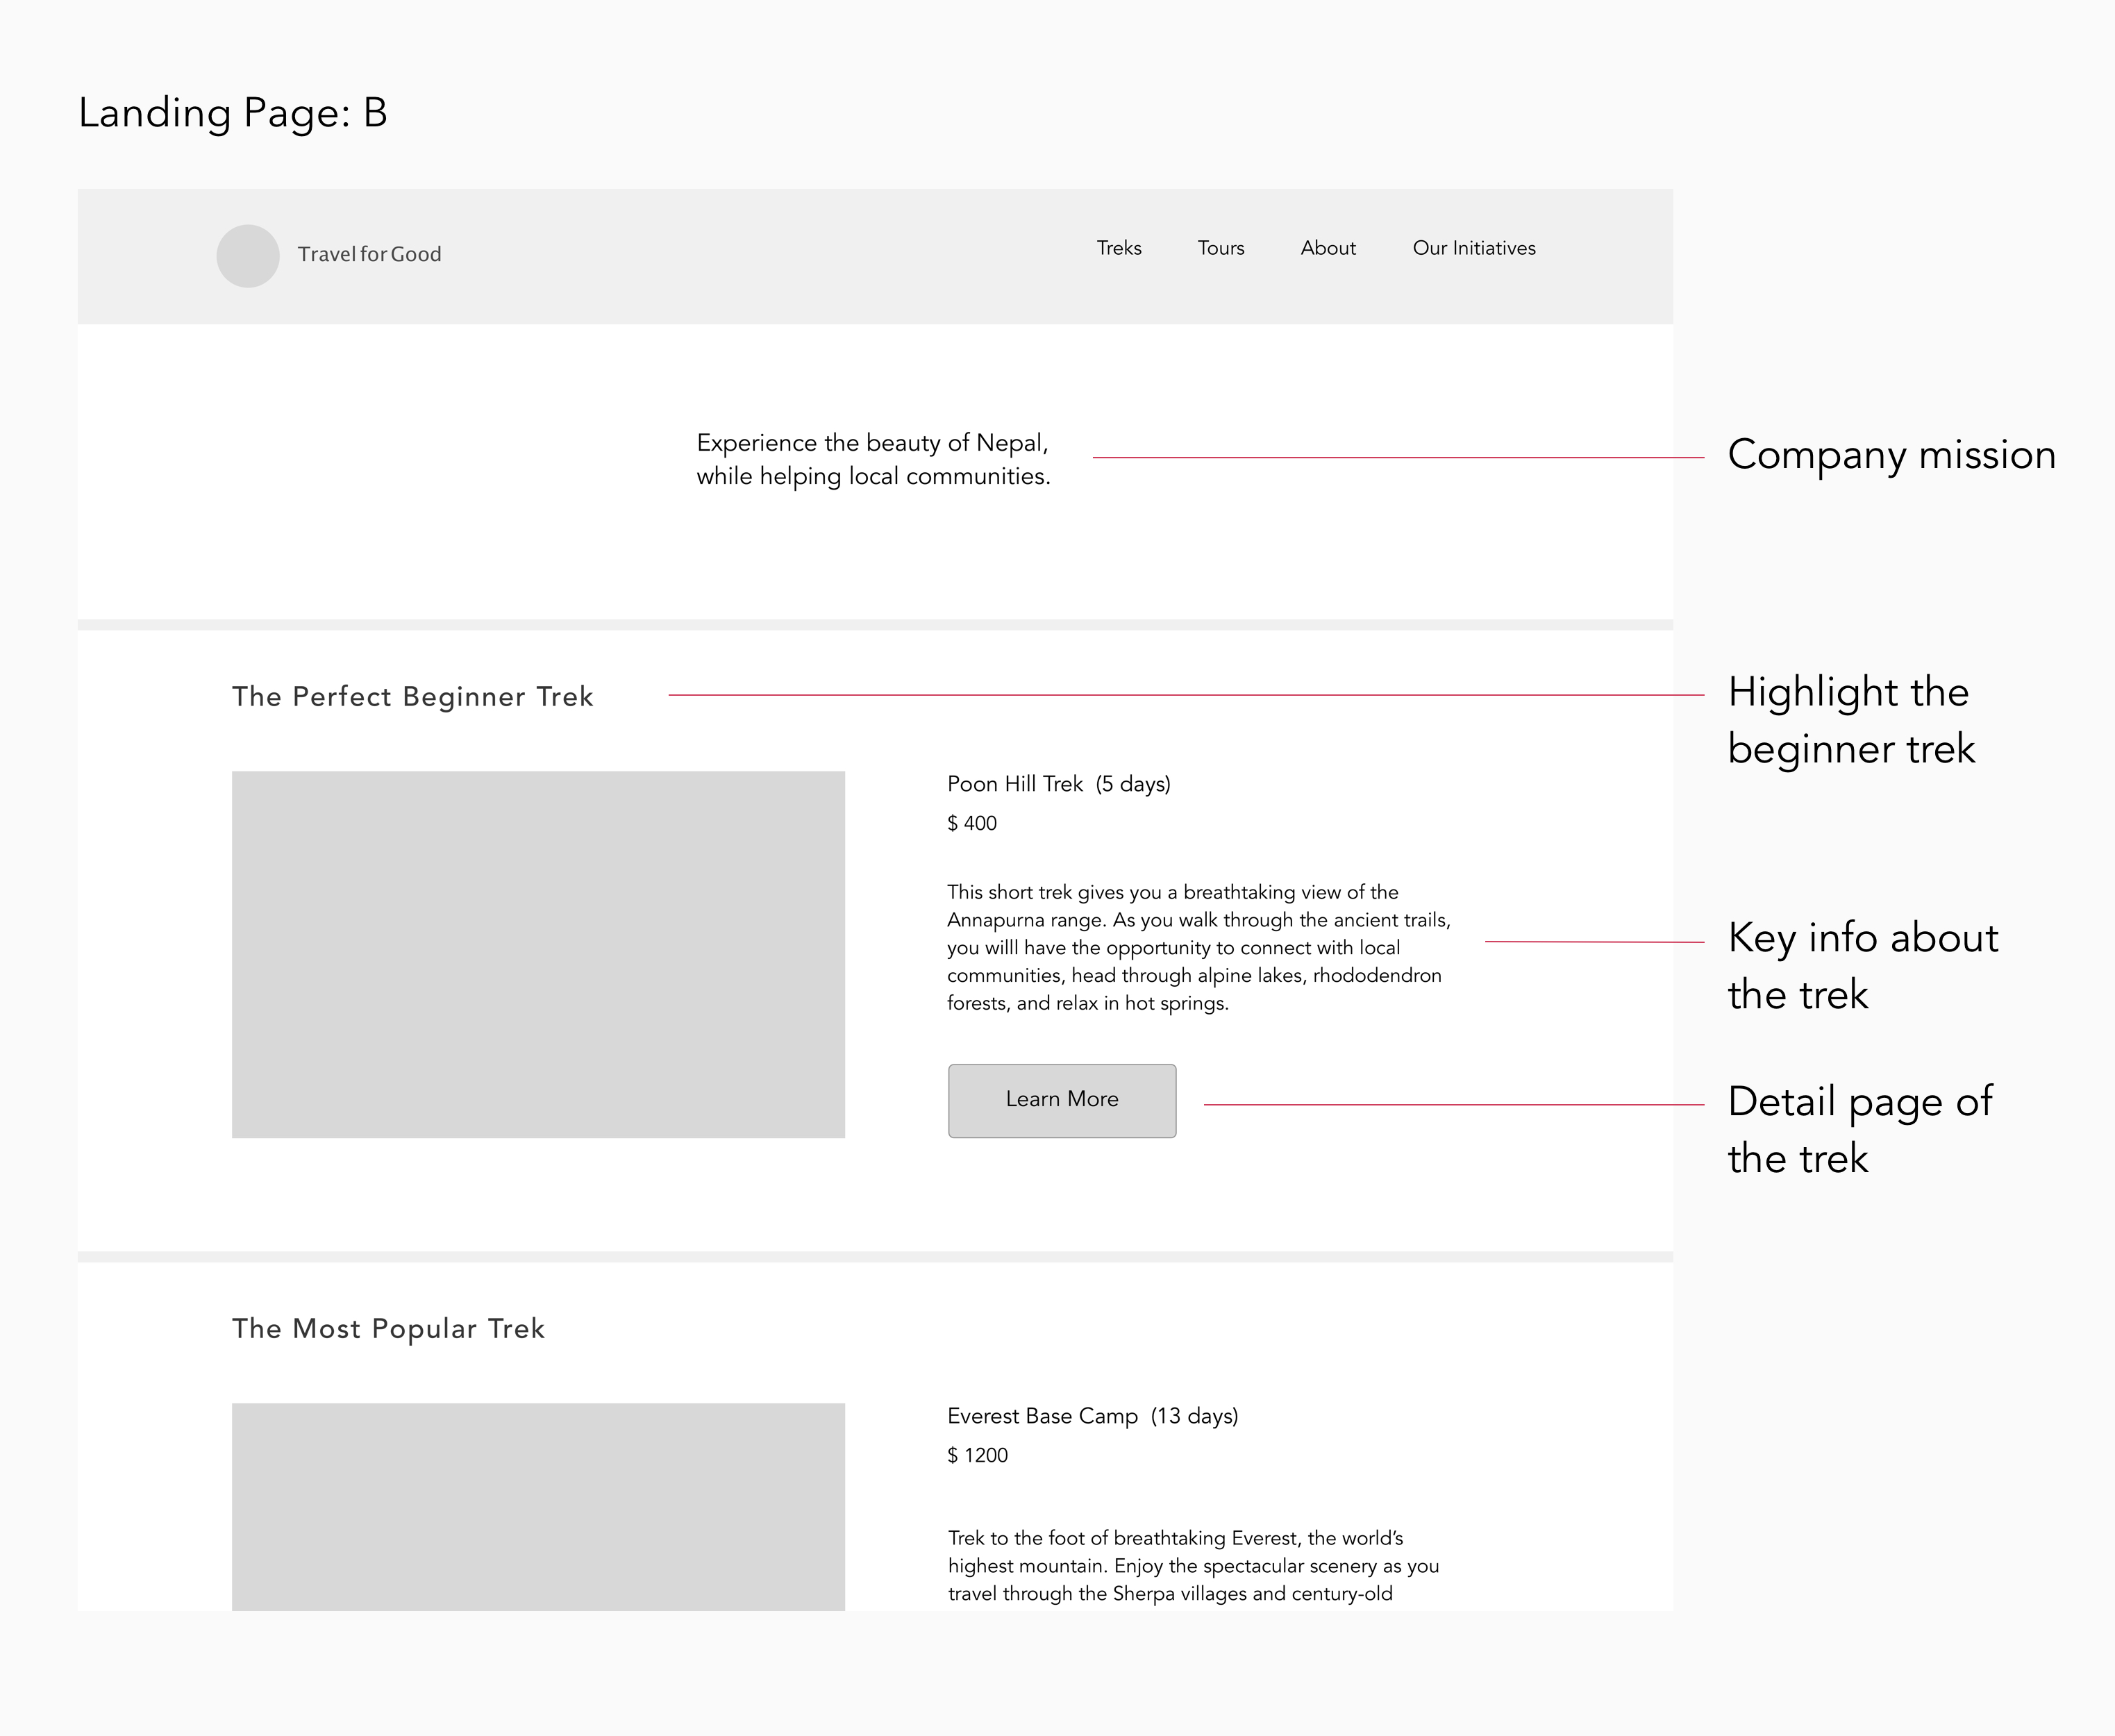 Landing Page: B
Travel for Good
Treks Tours About Our Initiatives
Experience the beauty of Nepal,
while helping local communities.
Company mission
The Perfect Beginner Trek
Highlight the
beginner trek
Poon Hill Trek (5 days)
$ 400
This short trek gives you a breathtaking view of the
Annapurna range. As you walk through the ancient trails,
you willl have the opportunity to connect with local
communities, head through alpine lakes, rhododendron
forests, and relax in hot springs.
Key info about
the trek
Learn More
Detail page of
the trek
The Most Popular Trek
Everest Base Camp (13 days)
$ 1200
Trek to the foot of breathtaking Everest, the world’s
highest mountain. Enjoy the spectacular scenery as you
travel through the Sherpa villages and century-old